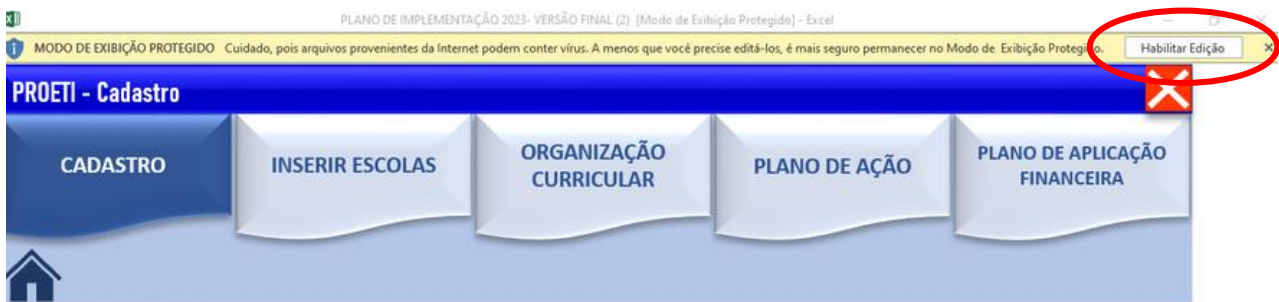 PLANO DE IMPLEMENTAÇÃO 2023- VERSÃO FINAL (2) [Modo de Exibição Protegido] - Excel
MODO DE EXIBIÇÃO PROTEGIDO Cuidado, pois arquivos provenientes da Internet podem conter vírus. A menos que você precise editá-los, é mais seguro permanecer no Modo de Exibição Protegido. Habilitar Edição
PROETI - Cadastro
CADASTRO
INSERIR ESCOLAS
ORGANIZAÇÃO
CURRICULAR
PLANO DE AÇÃO
PLANO DE APLICAÇÃO
FINANCEIRA